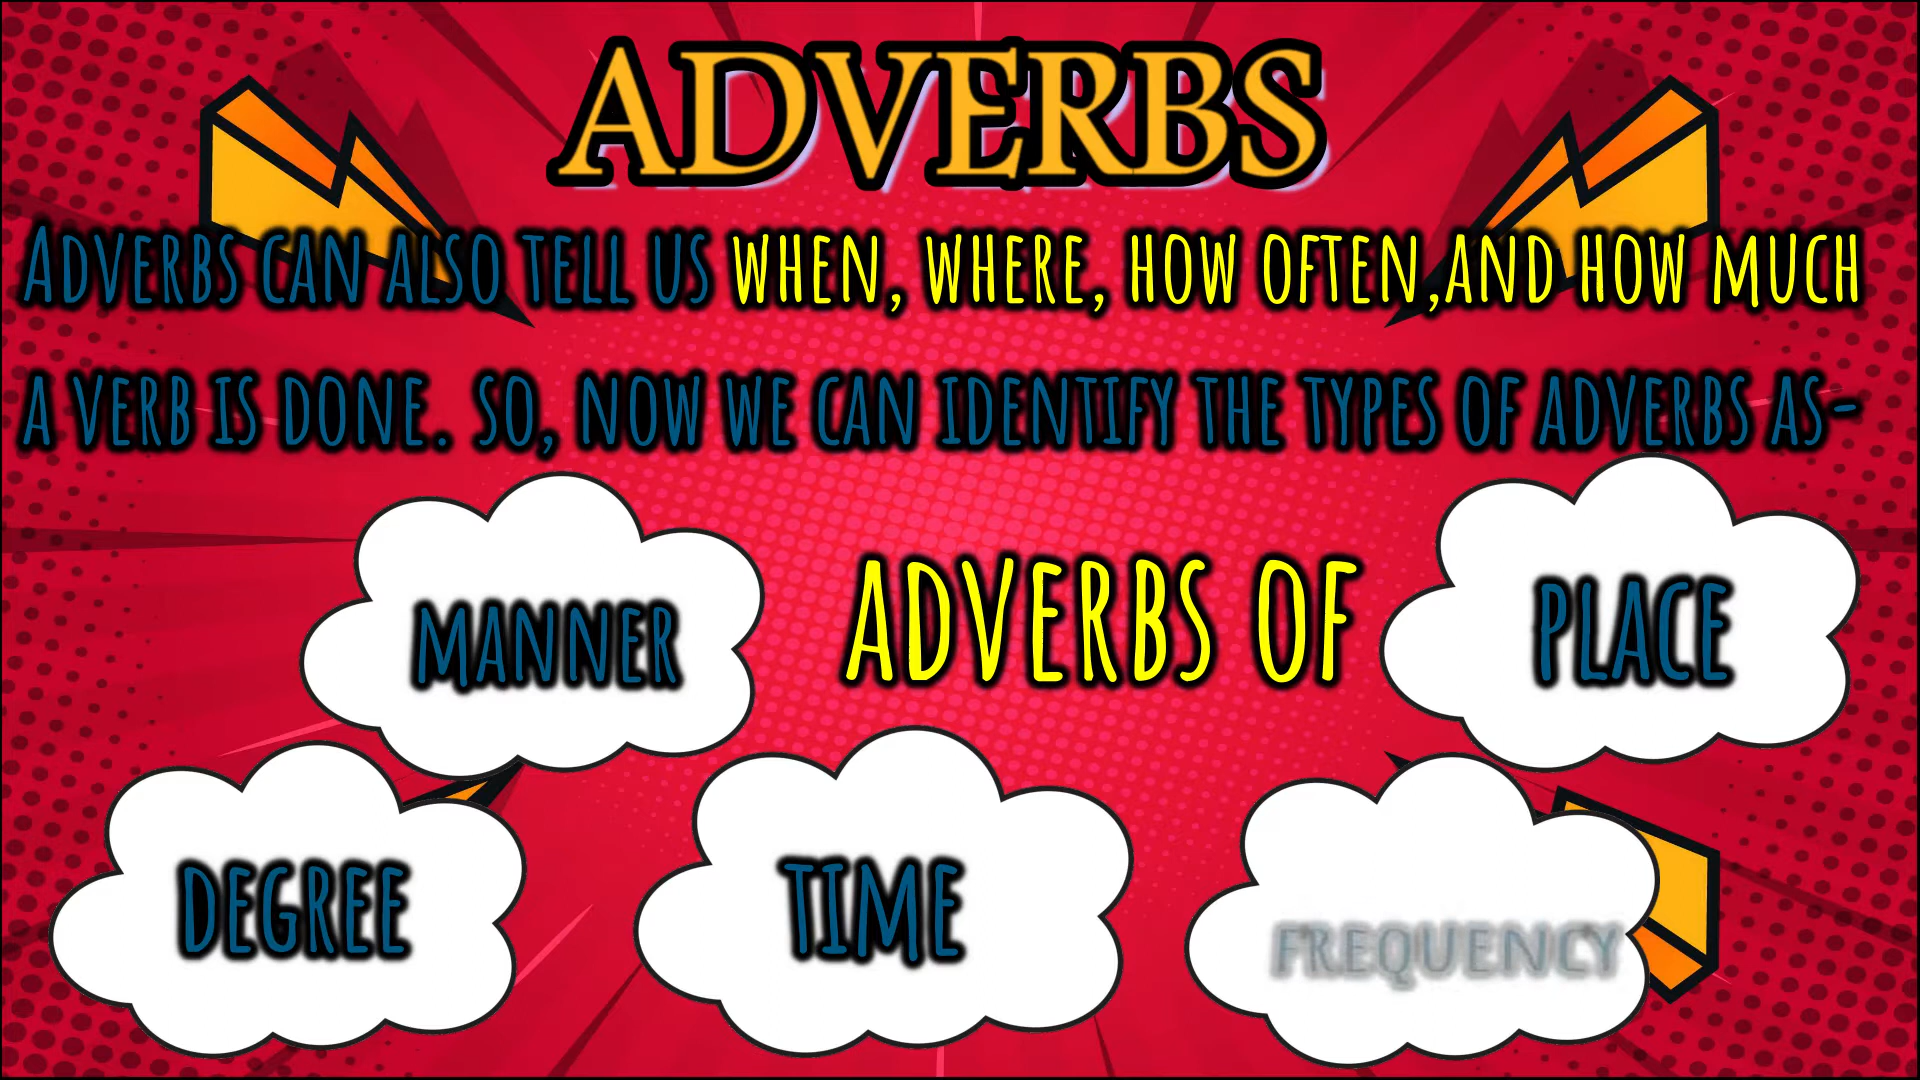 ADVERBS
ADVERBS CAN ALSO TELL US WHEN, WHERE, HOW OFTEN,AND HOW MUCH
A VERB IS DONE. SO, NOW WE CAN IDENTIFY THE TYPES OF ADVERBS AS-
MANNER
ADVERBS OF
PLACE
DEGREE
TIME
FREQUENCY